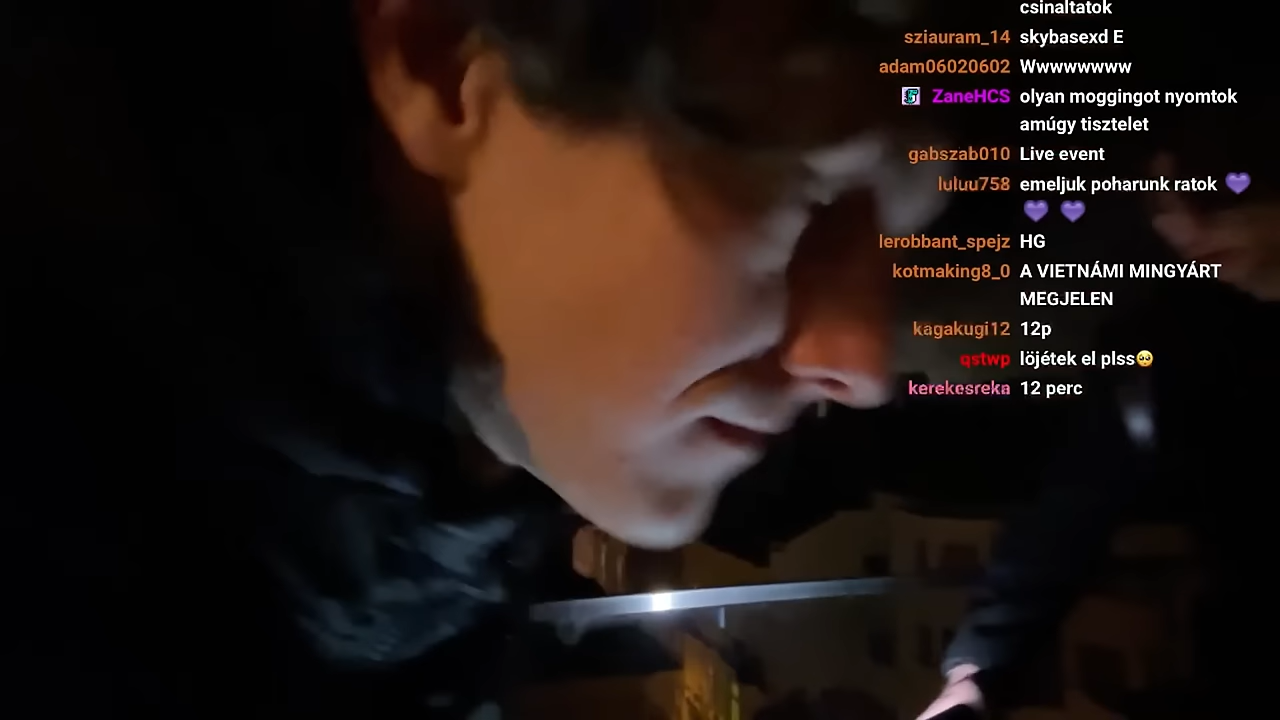 csinaltatok
sziauram_14 skybasexd E
adam06020602 Wwwwwwww
ZaneHCS olyan moggingot nyomtok
amúgy tisztelet
gabszab010 Live event
luluu758 emeljuk poharunk ratok 💜
💜 💜
lerobbant_spejz HG
kotmaking8_0 A VIETNÁMI MINGYÁRT
MEGJELEN
kagakugi12 12p
qstwp löjétek el plss🥺
kerekesreka 12 perc